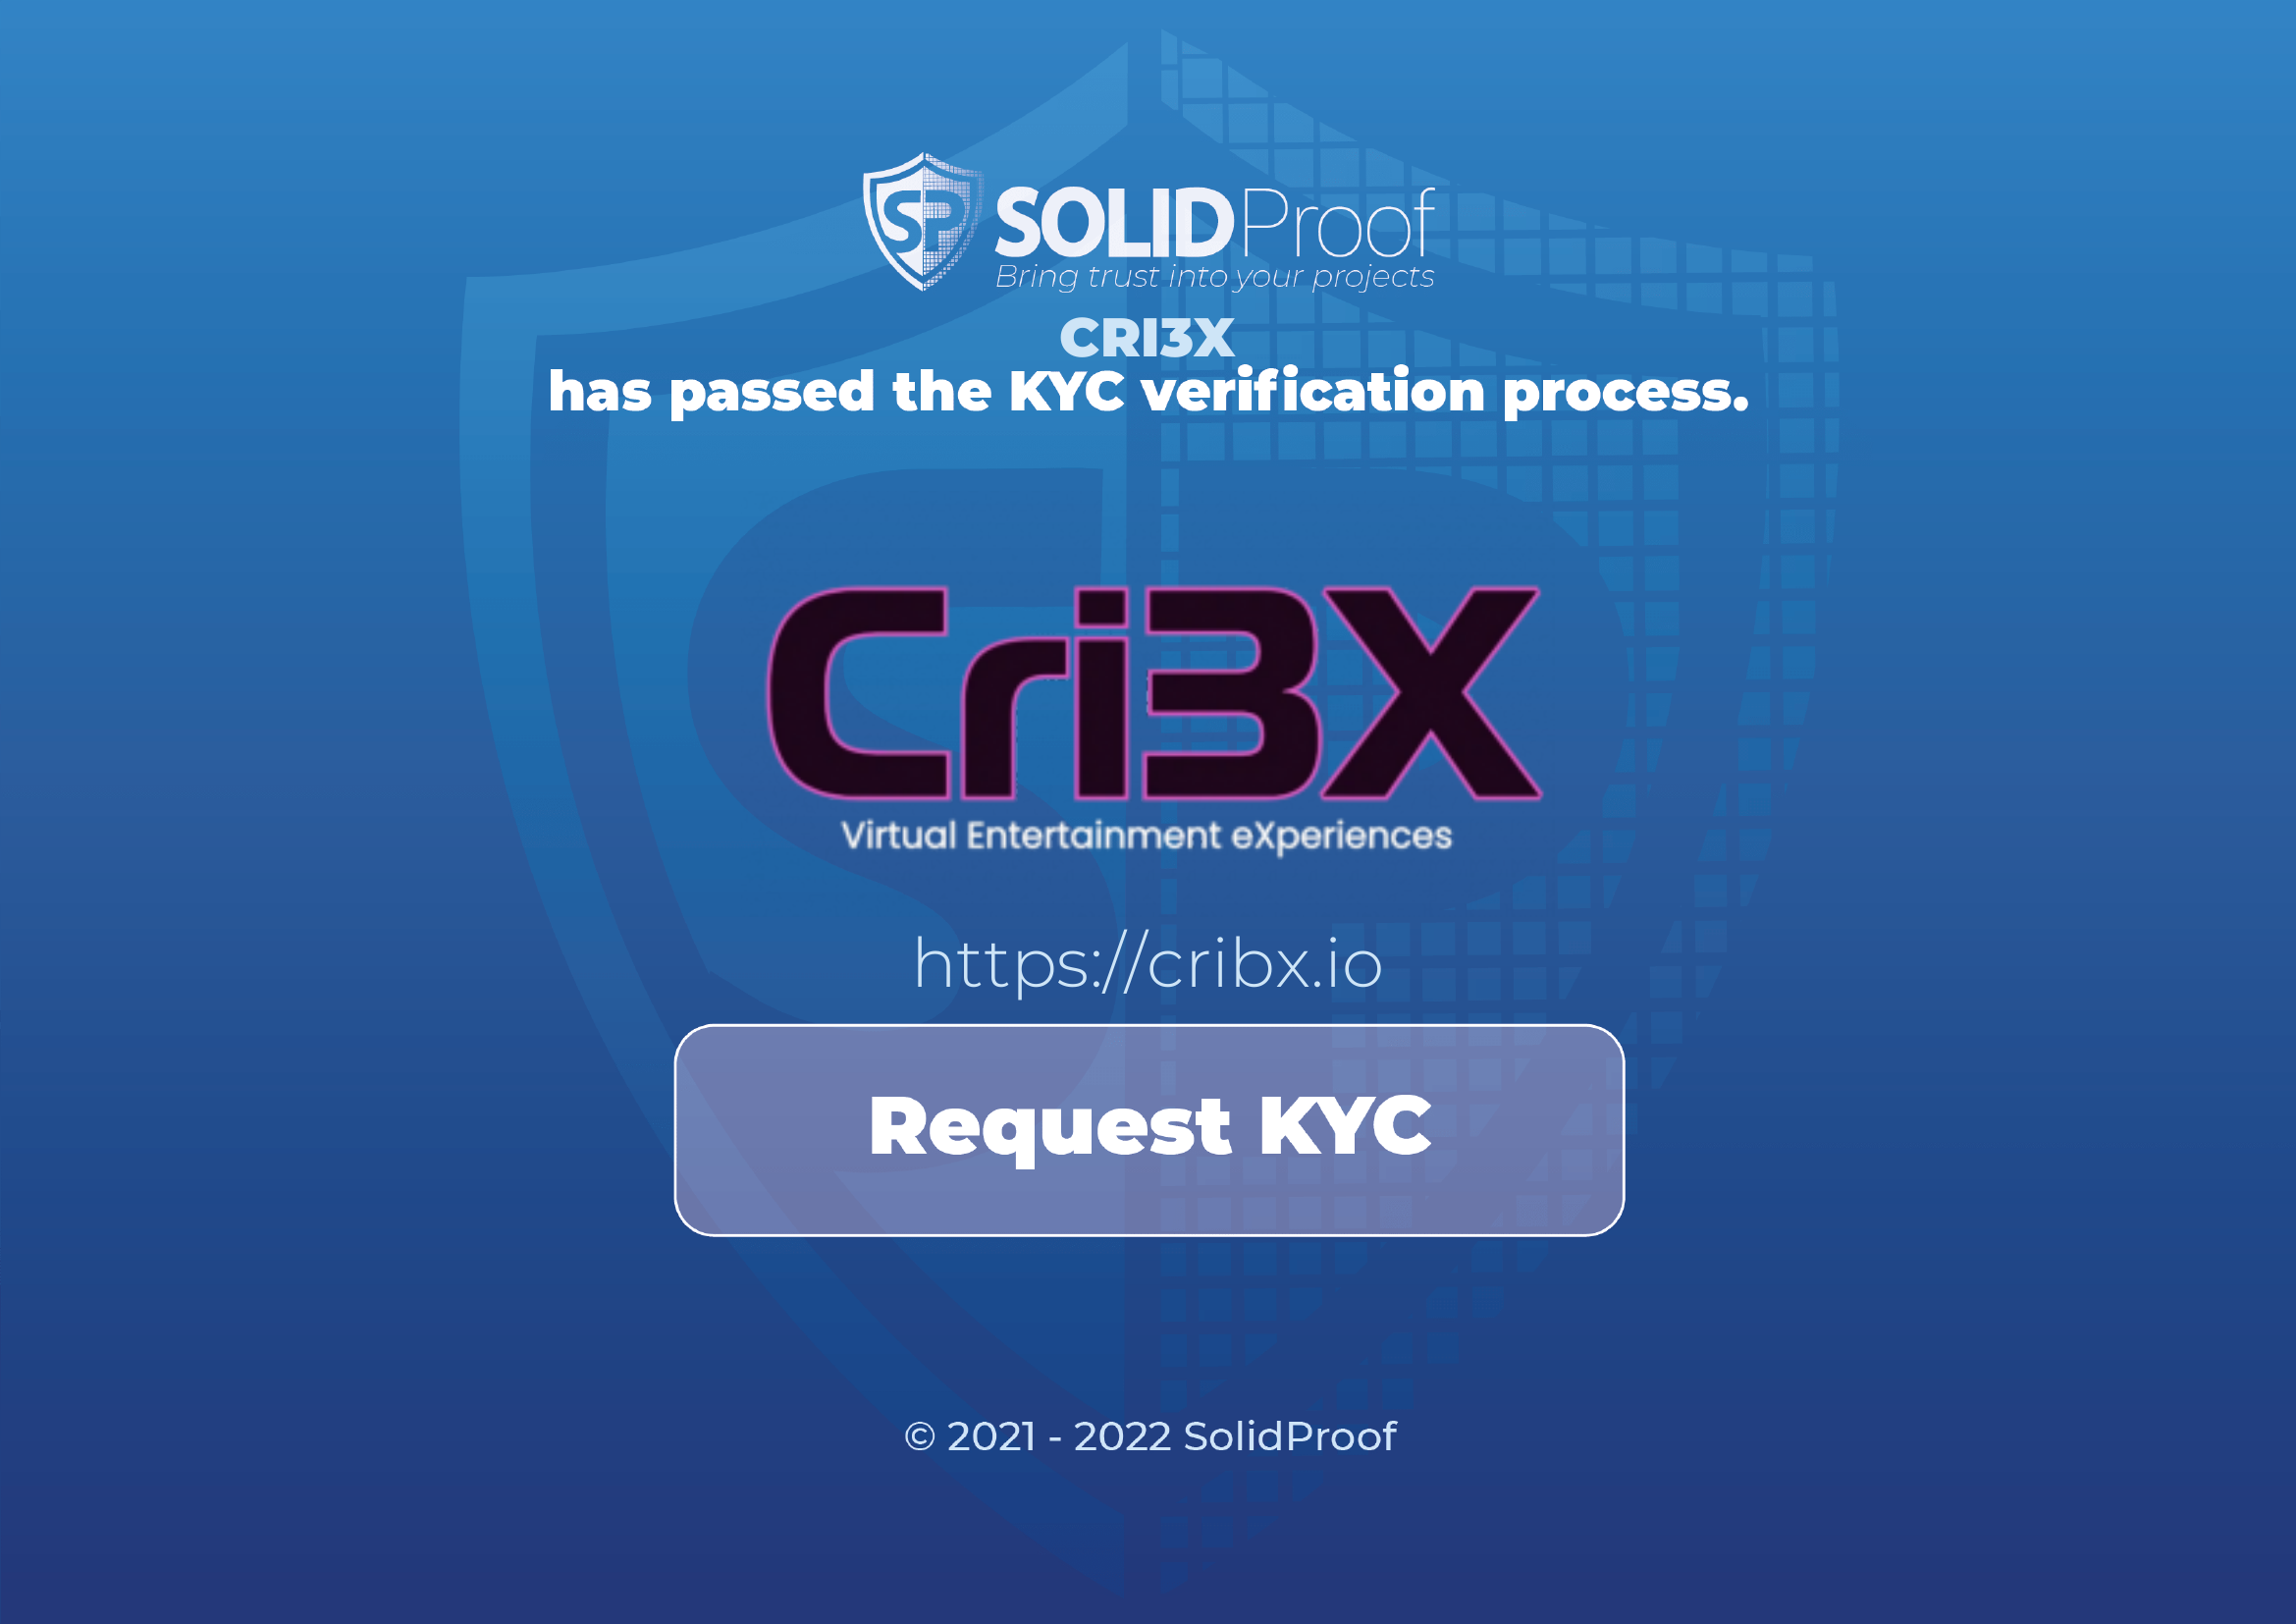 SP SOLIDProof
Bring trust into your projects
CRI3X
has passed the KYC verification process.
Cri3X
Virtual Entertainment eXperiences
https://cribx.io
Request KYC
© 2021 - 2022 SolidProof